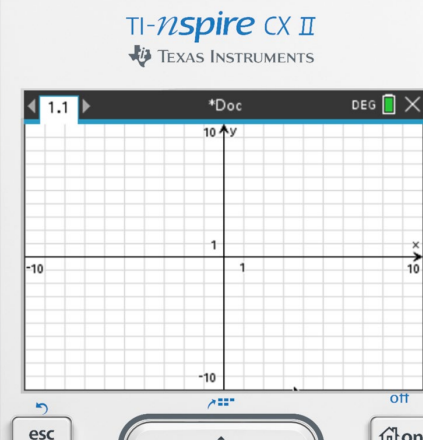 TI-nspire CX II
TEXAS INSTRUMENTS
1.1 *Doc DEG
10 y
1 x
-10 1 10
-10
off
esc on